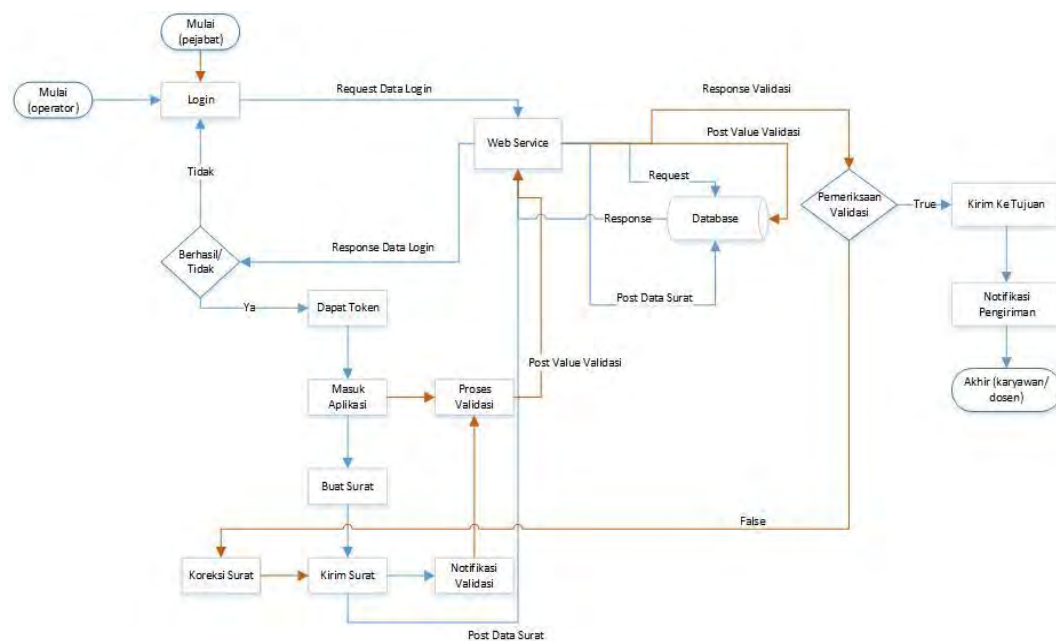 Mulai
(pejabat)
Mulai
(operator)
Login
Request Data Login
Response Validasi
Web Service
Post Value Validasi
Tidak
Request
Pemeriksaan
Validasi
True
Kirim Ke Tujuan
Response
Database
Berhasil/
Tidak
Response Data Login
Ya
Dapat Token
Post Data Surat
Notifikasi
Pengiriman
Post Value Validasi
Masuk
Aplikasi
Proses
Validasi
Akhir (karyawan/
dosen)
Buat Surat
False
Koreksi Surat
Kirim Surat
Notifikasi
Validasi
Post Data Surat